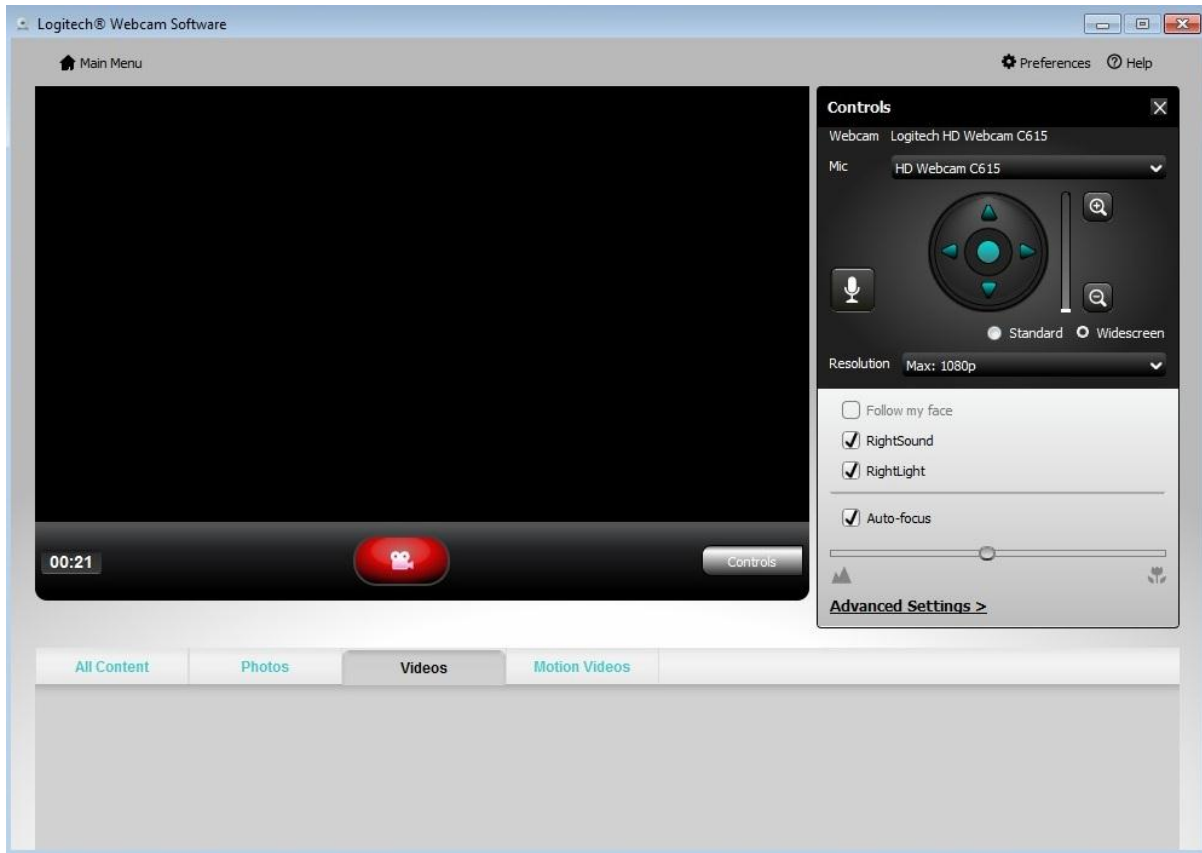 Logitech® Webcam Software
Main Menu
Preferences
Help
Controls
Webcam Logitech HD Webcam C615
Mic HD Webcam C615
Standard Widescreen
Resolution Max: 1080p
Follow my face
RightSound
RightLight
Auto-focus
Advanced Settings >
00:21
Controls
All Content Photos Videos Motion Videos